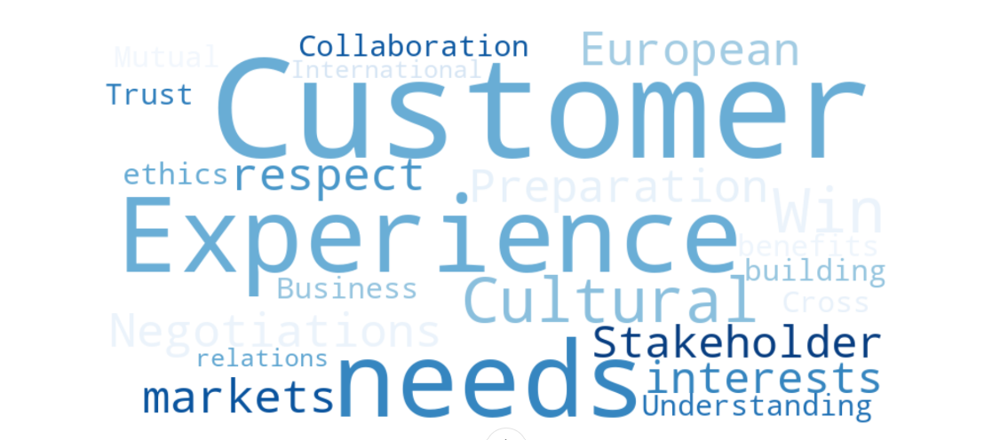 Collaboration
European
Mutual
International
Trust
Customer
ethics
respect
Preparation
Win
Experience
benefits
building
Business
Cultural
Cross
Negotiations
Stakeholder
relations
needs
interests
markets
Understanding